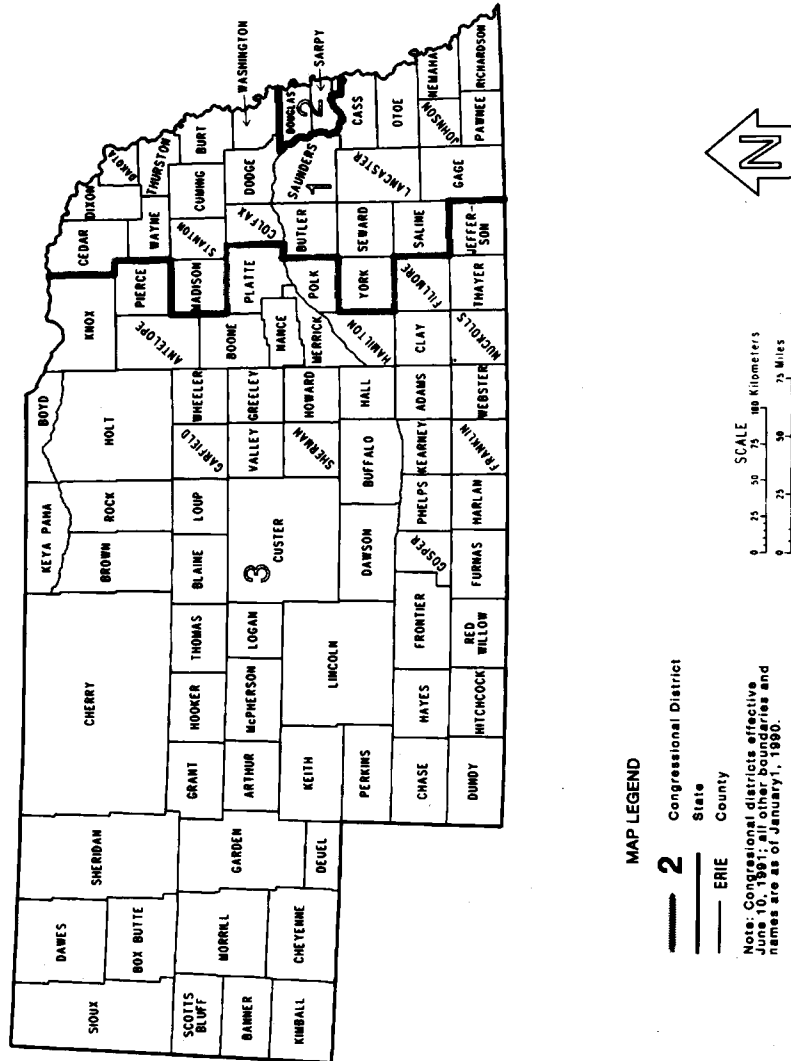 SIOUX
DAWES
BOX BUTTE
SHERIDAN
CHERRY
KEYA PAHA
BOYD
BROWN
ROCK
HOLT
KNOX
CEDAR
DIXON
DAKOTA
ANTELOPE
PIERCE
WAYNE
THURSTON
SCOTTS
BLUFF
BANNER
KIMBALL
MORRILL
CHEYENNE
GARDEN
DEUEL
GRANT
HOOKER
THOMAS
BLAINE
LOUP
GARFIELD
WHEELER
BOONE
MADISON
STANTON
CUMING
BURT
ARTHUR
McPHERSON
LOGAN
3
CUSTER
VALLEY
GREELEY
NANCE
PLATTE
COLFAX
DODGE
WASHINGTON
KEITH
LINCOLN
SHERMAN
HOWARD
MERRICK
POLK
BUTLER
SAUNDERS
1
DOUGLAS
2
SARPY
PERKINS
DAWSON
BUFFALO
HALL
HAMILTON
YORK
SEWARD
LANCASTER
CASS
OTOE
CHASE
HAYES
FRONTIER
GOSPER
PHELPS
KEARNEY
ADAMS
CLAY
FILLMORE
SALINE
GAGE
JOHNSON
NEMAHA
DUNDY
HITCHCOCK
RED
WILLOW
FURNAS
HARLAN
FRANKLIN
WEBSTER
NUCKOLLS
THAYER
JEFFER-
SON
PAWNEE
RICHARDSON
MAP LEGEND
2 Congressional District
State
ERIE County
Note: Congresional districts effective
June 10, 1991; all other boundaries and
names are as of January1, 1990.
SCALE
0 25 50 75 100 Kilometers
0 25 50 75 Miles
N